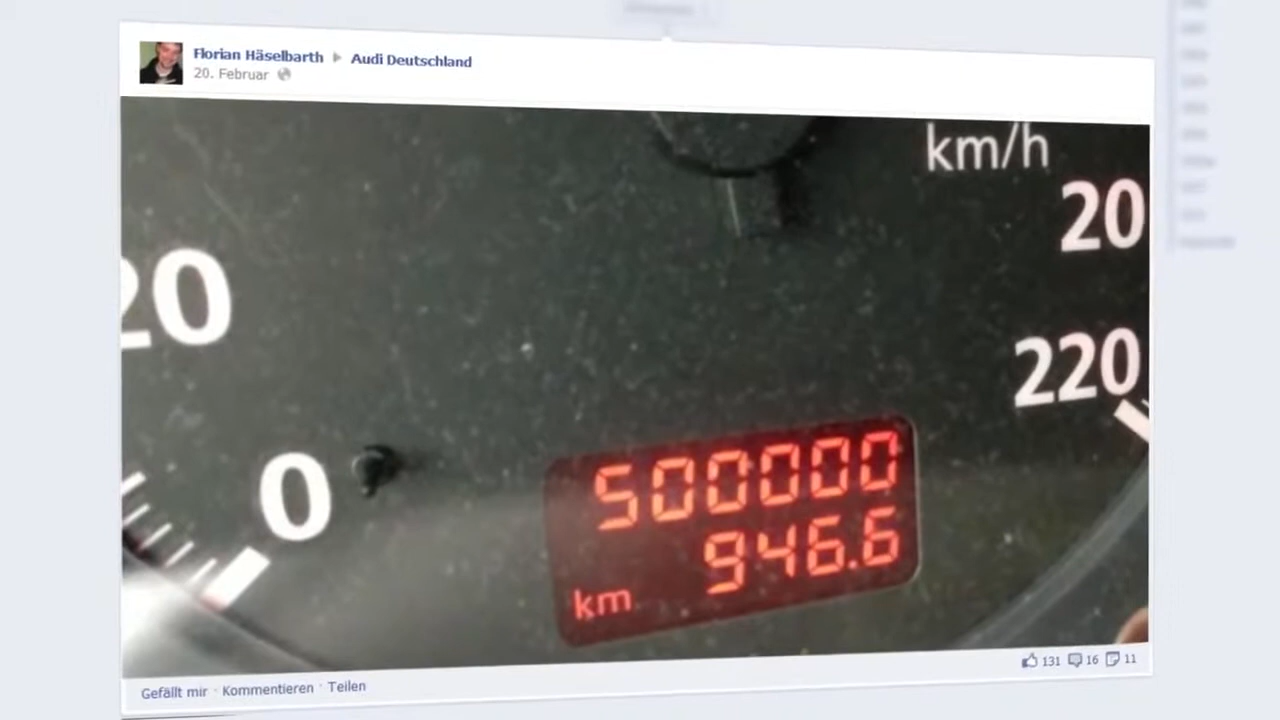 Florian Häselbarth ▶ Audi Deutschland
20. Februar
km/h
20
20
220
0
500000
946.6
km
131 16 11
Gefällt mir · Kommentieren · Teilen